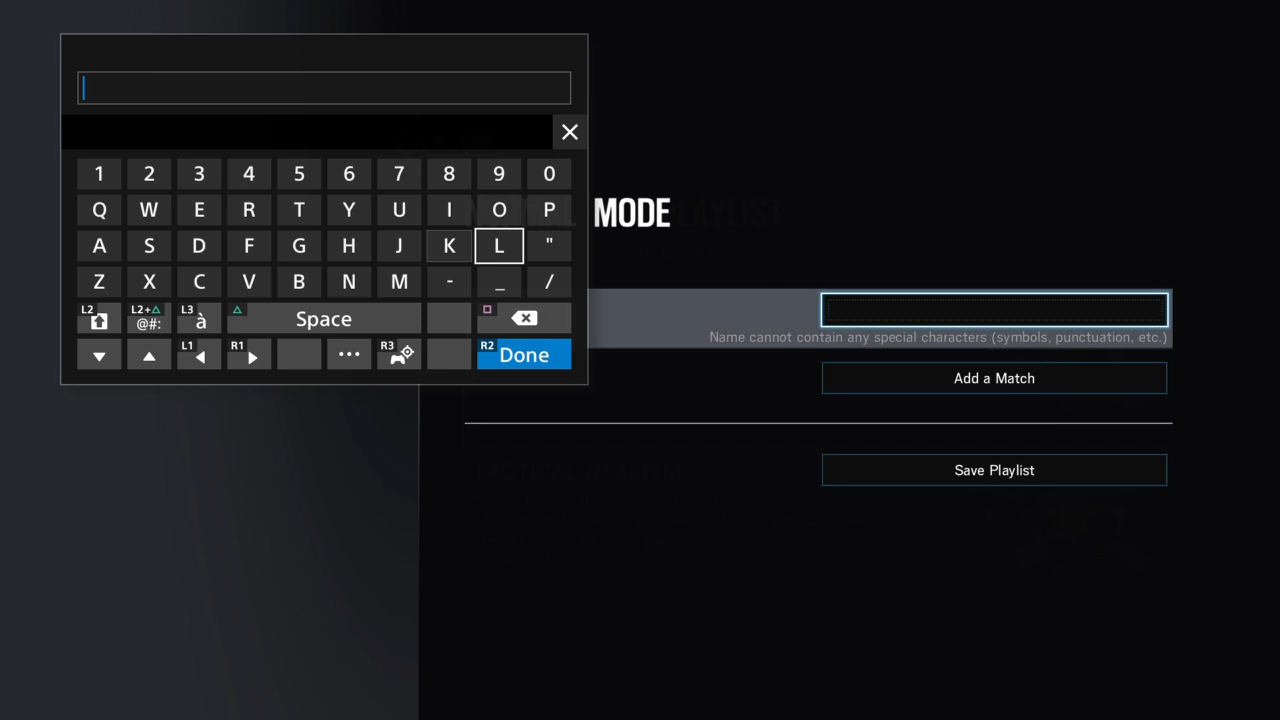 1 2 3 4 5 6 7 8 9 0
Q W E R T Y U I O P
A S D F G H J K L "
Z X C V B N M - _ /
L2 L2+△ @#: L3 à △ Space □
▼ ▲ L1 ◀ R1 ▶ ... R3 R2 Done
MODE
Name cannot contain any special characters (symbols, punctuation, etc.)
Add a Match
Save Playlist